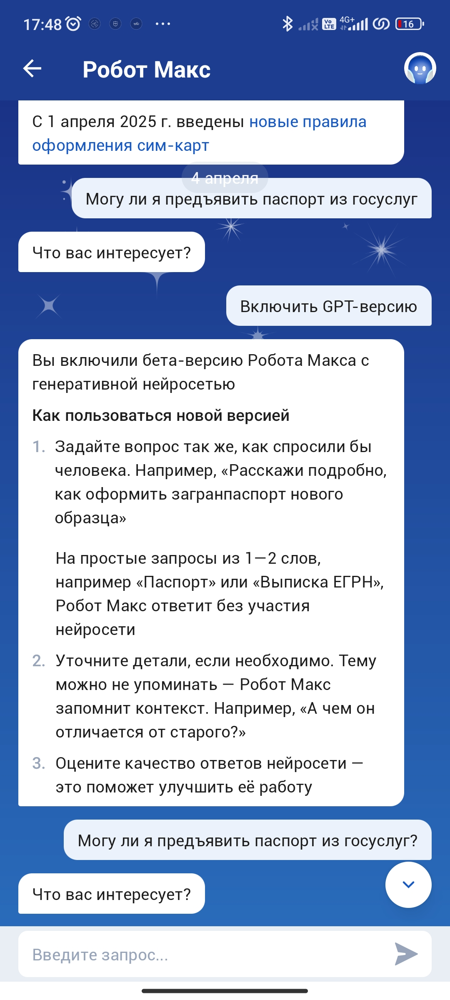 17:48
Vo LTE
4G+
16
Робот Макс
С 1 апреля 2025 г. введены новые правила
оформления сим-карт
4 апреля
Могу ли я предъявить паспорт из госуслуг
Что вас интересует?
Включить GPT-версию
Вы включили бета-версию Робота Макса с
генеративной нейросетью
Как пользоваться новой версией
1. Задайте вопрос так же, как спросили бы
человека. Например, «Расскажи подробно,
как оформить загранпаспорт нового
образца»
На простые запросы из 1—2 слов,
например «Паспорт» или «Выписка ЕГРН»,
Робот Макс ответит без участия
нейросети
2. Уточните детали, если необходимо. Тему
можно не упоминать — Робот Макс
запомнит контекст. Например, «А чем он
отличается от старого?»
3. Оцените качество ответов нейросети —
это поможет улучшить её работу
Могу ли я предъявить паспорт из госуслуг?
Что вас интересует?
Введите запрос...